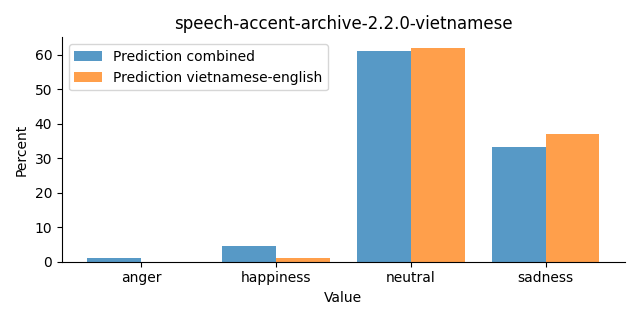 speech-accent-archive-2.2.0-vietnamese
Prediction combined
Prediction vietnamese-english
Percent
60
50
40
30
20
10
0
anger happiness neutral sadness
Value